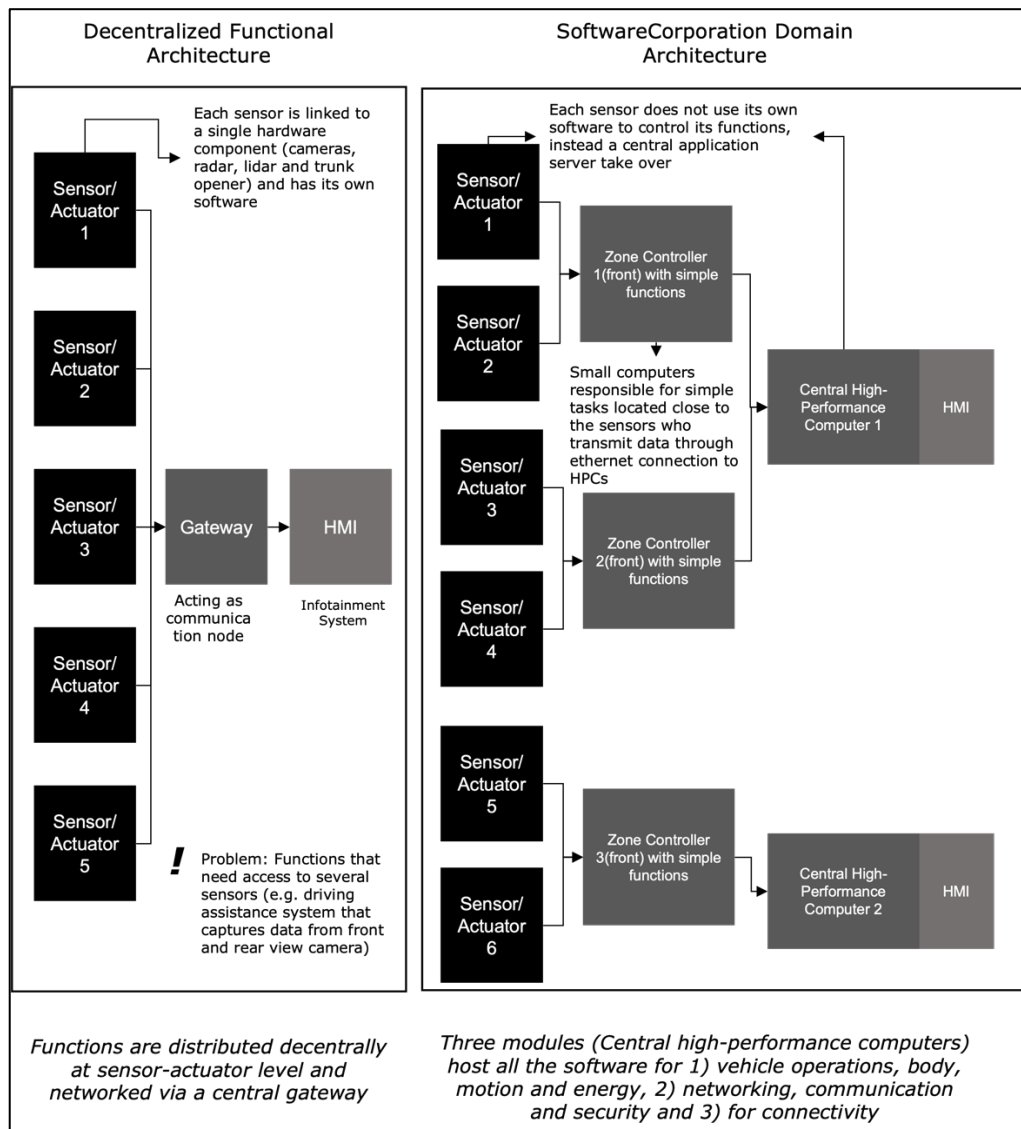 Decentralized Functional
Architecture
Each sensor is linked to
a single hardware
component (cameras,
radar, lidar and trunk
opener) and has its own
software
Sensor/
Actuator
1
Sensor/
Actuator
2
Sensor/
Actuator
3
Gateway
HMI
Acting as
communica
tion node
Infotainment
System
Sensor/
Actuator
4
Sensor/
Actuator
5
!
Problem: Functions that
need access to several
sensors (e.g. driving
assistance system that
captures data from front
and rear view camera)
Functions are distributed decentrally
at sensor-actuator level and
networked via a central gateway
SoftwareCorporation Domain
Architecture
Each sensor does not use its own
software to control its functions,
instead a central application
server take over
Sensor/
Actuator
1
Zone Controller
1(front) with simple
functions
Sensor/
Actuator
2
Small computers
responsible for simple
tasks located close to
the sensors who
transmit data through
ethernet connection to
HPCs
Central High-
Performance
Computer 1
HMI
Sensor/
Actuator
3
Zone Controller
2(front) with simple
functions
Sensor/
Actuator
4
Sensor/
Actuator
5
Zone Controller
3(front) with simple
functions
Central High-
Performance
Computer 2
HMI
Sensor/
Actuator
6
Three modules (Central high-performance computers)
host all the software for 1) vehicle operations, body,
motion and energy, 2) networking, communication
and security and 3) for connectivity